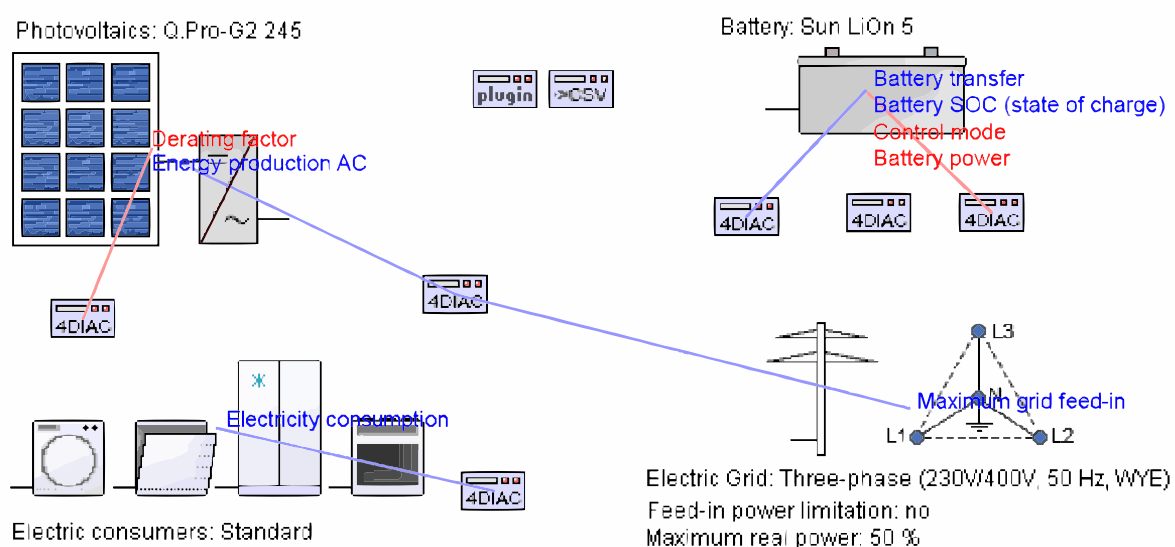 Photovoltaics: Q.Pro-G2 245
Battery: Sun LiOn 5
plugin
->CSV
Battery transfer
Battery SOC (state of charge)
Control mode
Battery power
Derating factor
Energy production AC
4DIAC
4DIAC
4DIAC
4DIAC
4DIAC
L3
N
Maximum grid feed-in
L1
L2
Electricity consumption
4DIAC
Electric Grid: Three-phase (230V/400V, 50 Hz, WYE)
Feed-in power limitation: no
Maximum real power: 50 %
Electric consumers: Standard